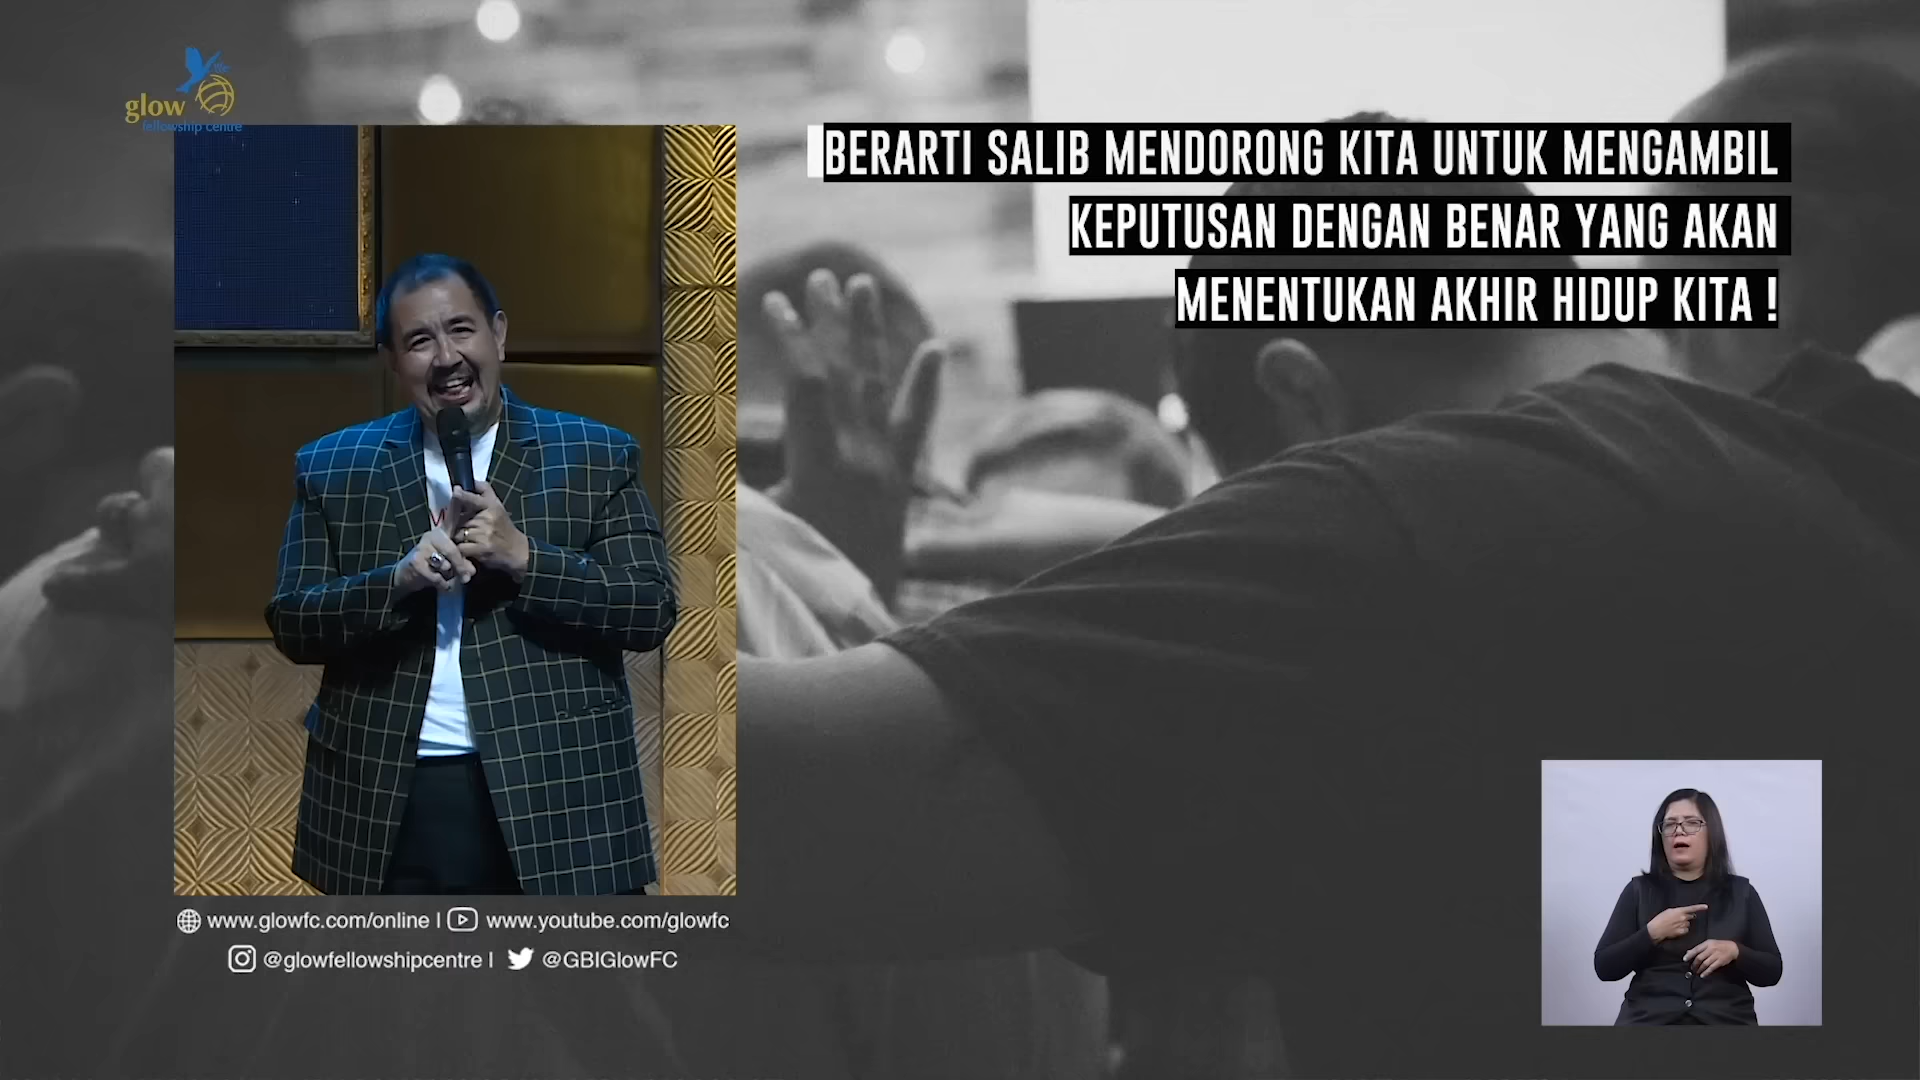 glow fc
fellowship centre
BERARTI SALIB MENDORONG KITA UNTUK MENGAMBIL
KEPUTUSAN DENGAN BENAR YANG AKAN
MENENTUKAN AKHIR HIDUP KITA !
www.glowfc.com/online I www.youtube.com/glowfc
@glowfellowshipcentre I @GBIGlowFC